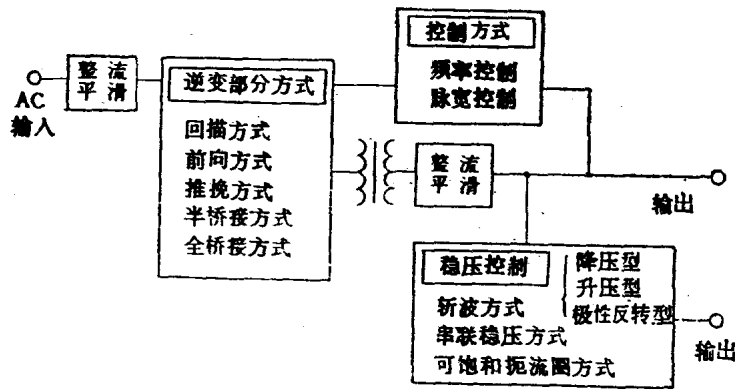 AC
输入
整流
平滑
逆变部分方式
回描方式
前向方式
推挽方式
半桥接方式
全桥接方式
控制方式
频率控制
脉宽控制
整流
平滑
输出
稳压控制
斩波方式
降压型
升压型
极性反转型
串联稳压方式
可饱和扼流圈方式
输出